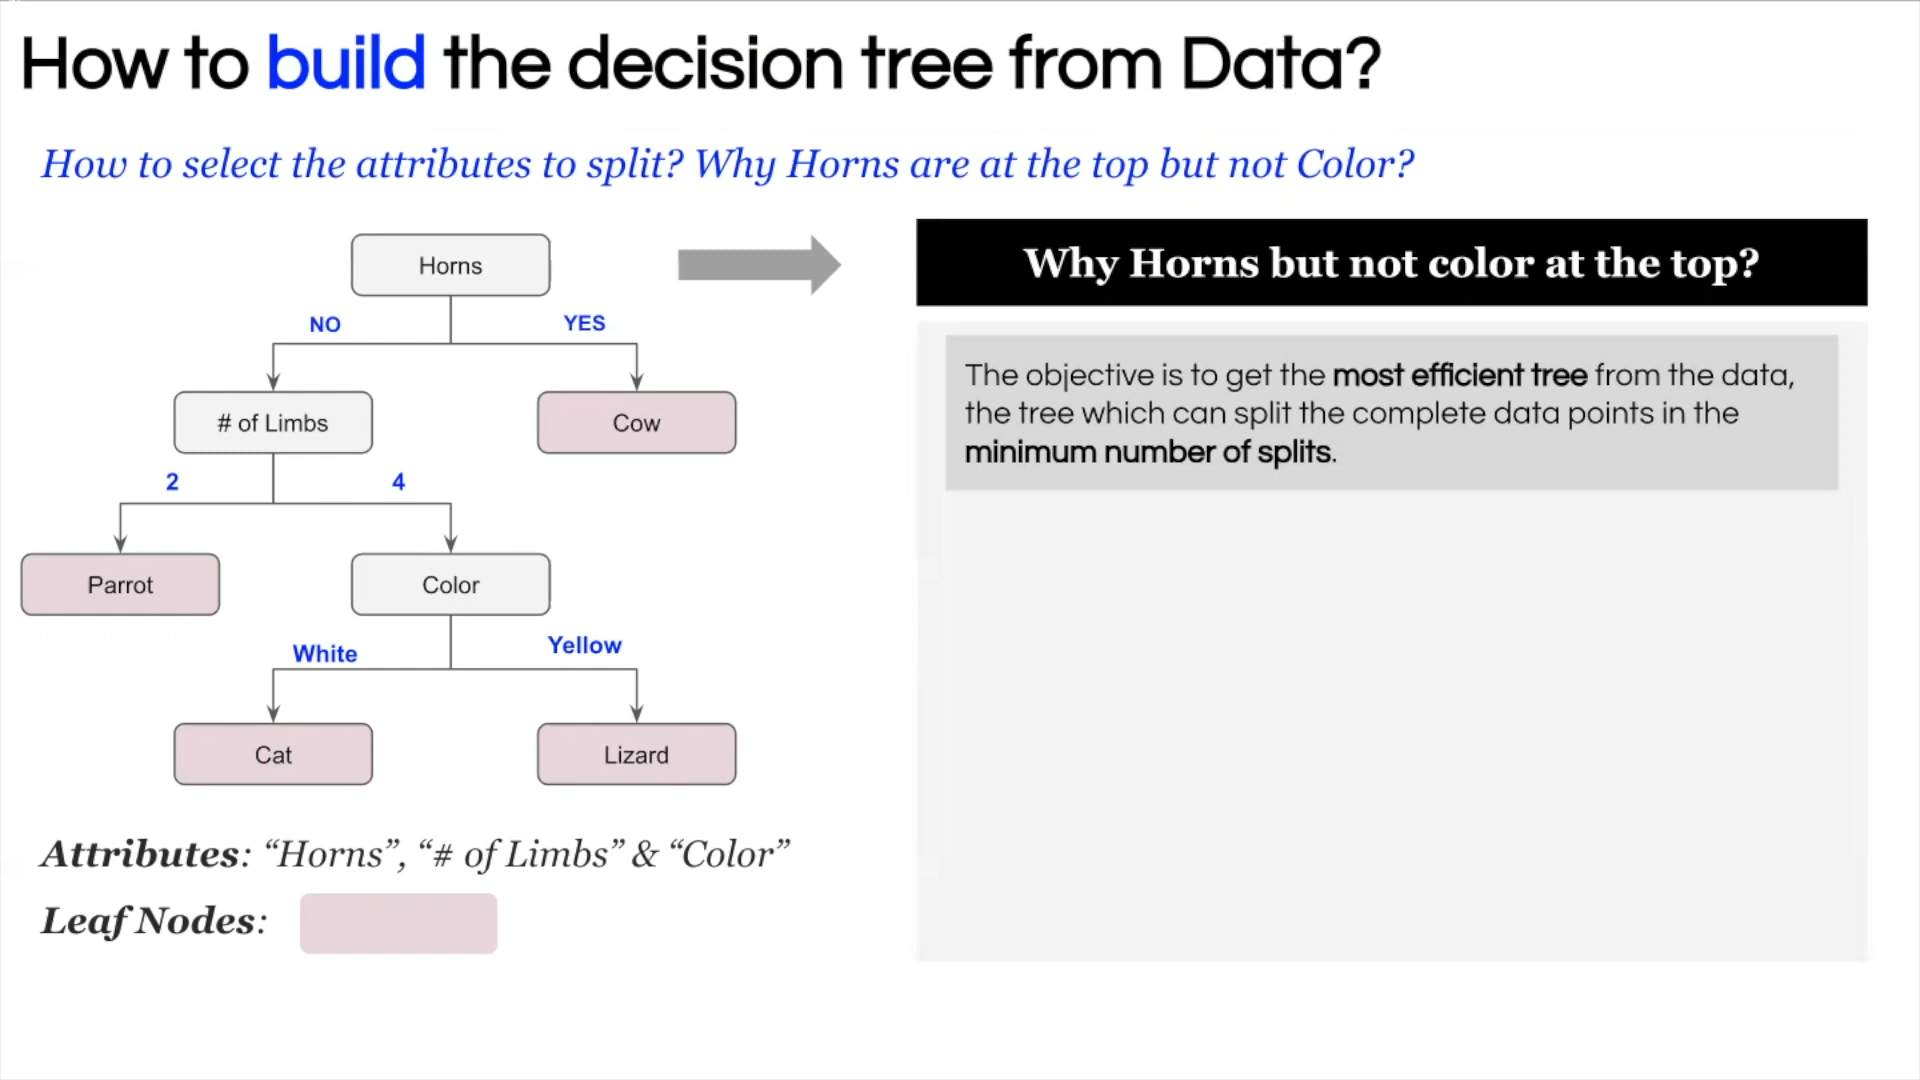 How to build the decision tree from Data?
How to select the attributes to split? Why Horns are at the top but not Color?
Horns
NO
YES
# of Limbs
Cow
2
4
Parrot
Color
White
Yellow
Cat
Lizard
Attributes: “Horns”, “# of Limbs” & “Color”
Leaf Nodes:
Why Horns but not color at the top?
The objective is to get the most efficient tree from the data,
the tree which can split the complete data points in the
minimum number of splits.